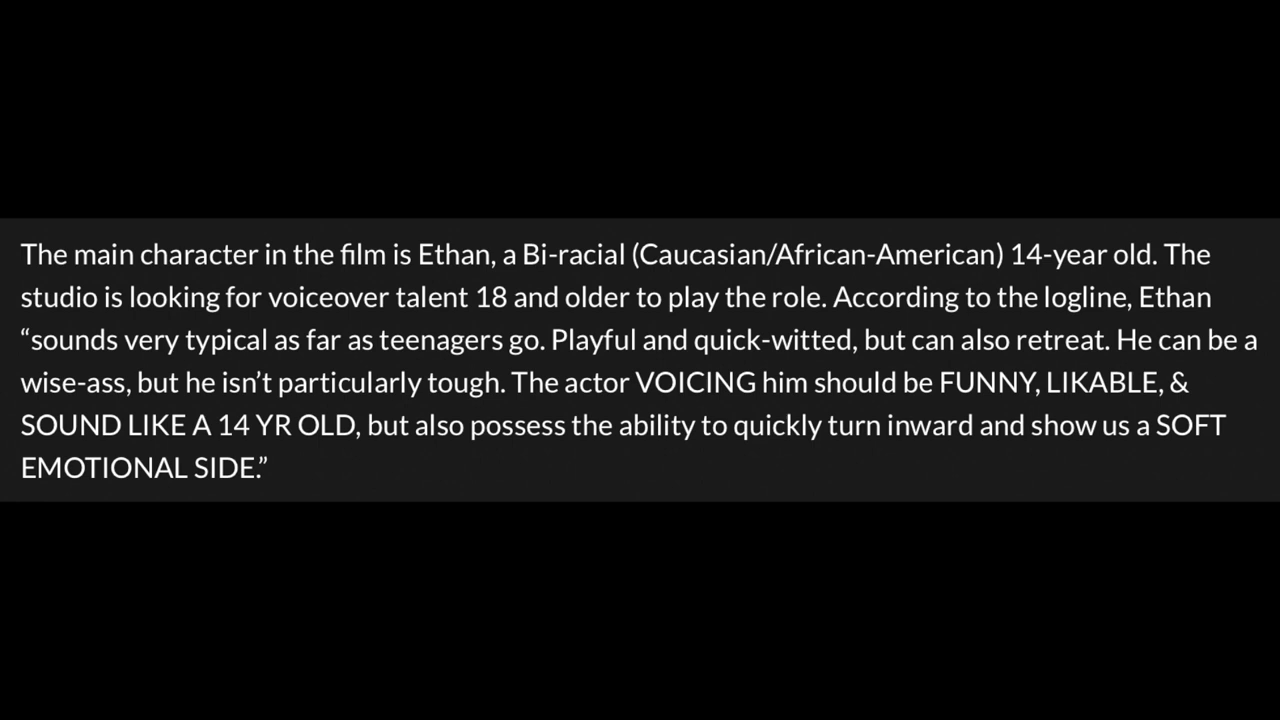 The main character in the film is Ethan, a Bi-racial (Caucasian/African-American) 14-year old. The
studio is looking for voiceover talent 18 and older to play the role. According to the logline, Ethan
“sounds very typical as far as teenagers go. Playful and quick-witted, but can also retreat. He can be a
wise-ass, but he isn’t particularly tough. The actor VOICING him should be FUNNY, LIKABLE, &
SOUND LIKE A 14 YR OLD, but also possess the ability to quickly turn inward and show us a SOFT
EMOTIONAL SIDE.”